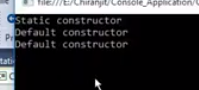 file:///E:/Chiranjit/Console_Application/C
Static constructor
Default constructor
Default constructor